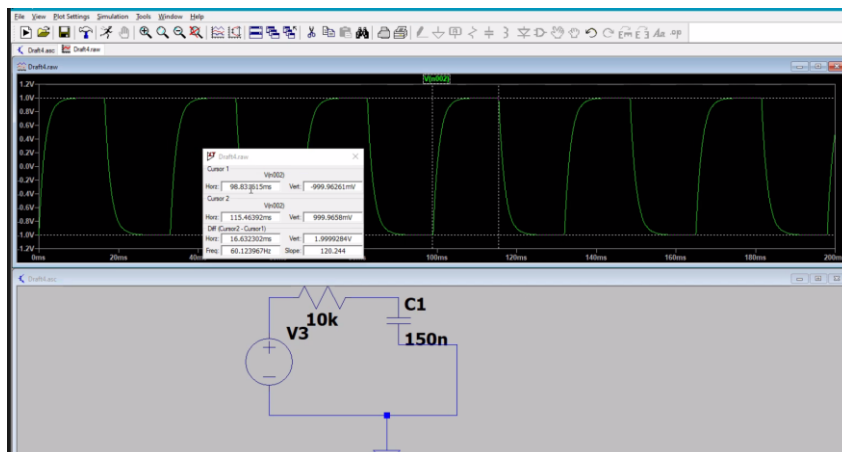 File View Plot Settings Simulation Tools Window Help
Draft4.asc Draft4.raw
Draft4.raw
V(n002)
1.2V
1.0V
0.8V
0.6V
0.4V
0.2V
0.0V
-0.2V
-0.4V
-0.6V
-0.8V
-1.0V
-1.2V
0ms 20ms 100ms 120ms 140ms 160ms 180ms 200ms
Draft4.raw
Cursor 1
V(n002)
Horz: 98.831615ms Vert: -999.96261mV
Cursor 2
V(n002)
Horz: 115.46392ms Vert: 999.9658mV
Diff (Cursor2 - Cursor1)
Horz: 16.632302ms Vert: 1.9999284V
Freq: 60.123967Hz Slope: 120.244
Draft4.asc
C1
10k
V3
150n